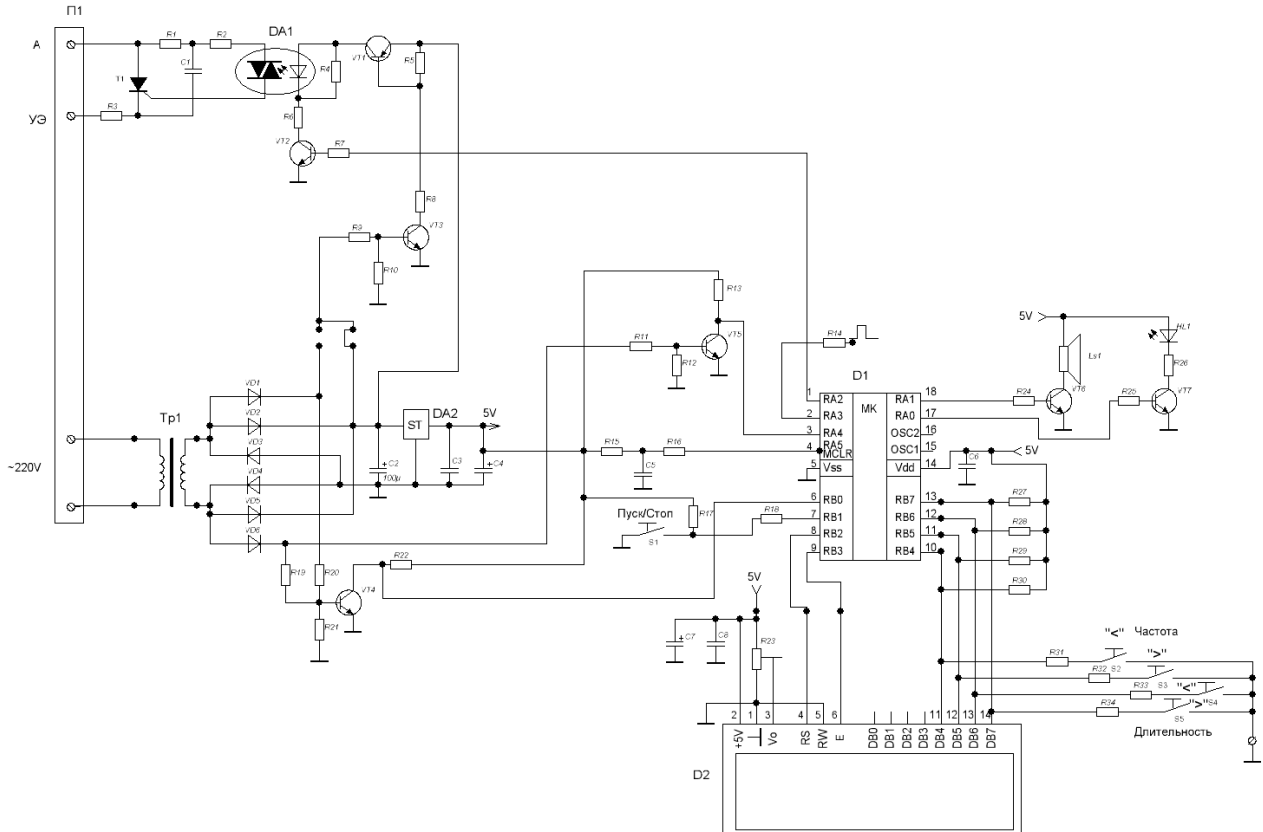 П1
А
УЭ
~220V
R1
R2
C1
T1
R3
DA1
R4
VT1
R5
R6
VT2
R7
R8
VT3
R9
R10
R13
R11
R12
VT5
R14
5V
HL1
Ls1
R26
R24
VT6
R25
VT7
D1
МК
1
2
3
4
5
6
7
8
9
RA2
RA3
RA4
RA5
MCLR
Vss
RB0
RB1
RB2
RB3
RA1
RA0
OSC2
OSC1
Vdd
RB7
RB6
RB5
RB4
18
17
16
15
14
13
12
11
10
C6
5V
R27
R28
R29
R30
Tp1
VD1
VD2
VD3
VD4
VD5
VD6
DA2
ST
5V
C2
100µ
C3
C4
R15
R16
C5
Пуск/Стоп
S1
R17
R18
R19
R20
R21
VT4
R22
5V
C7
C8
R23
"<" Частота
R31
S2
">"
R32
S3
"<"
R33
S4
">"
R34
S5
Длительность
2
1
3
4
5
6
11
12
13
14
+5V
Vo
RS
RW
E
DB0
DB1
DB2
DB3
DB4
DB5
DB6
DB7
D2